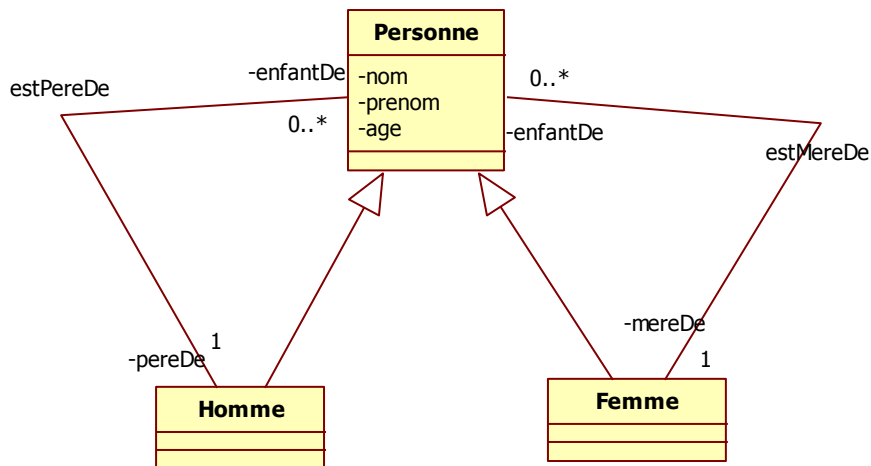 Personne
-enfantDe
-nom
0..*
estPereDe
-prenom
0..*
-age
-enfantDe
estMereDe
-mereDe
1
-pereDe
1
Homme
Femme